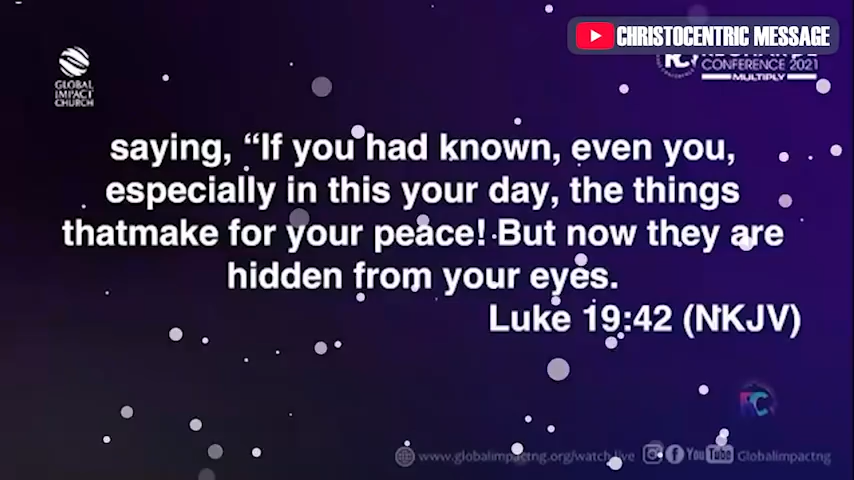 CHRISTOCENTRIC MESSAGE
GLOBAL
IMPACT
CHURCH
CONFERENCE 2021
MULTIPLY
saying, “If you had known, even you,
especially in this your day, the things
thatmake for your peace! But now they are
hidden from your eyes.
Luke 19:42 (NKJV)
RC
www.globalimpactng.org/watch live
YouTube Globalimpactng